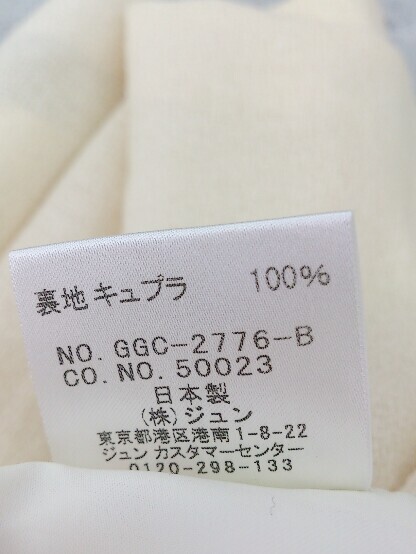 裏地 キュプラ 100%
NO. GGC-2776-B
CO. NO. 50023
日本製
(株)ジュン
東京都港区港南1-8-22
ジュン カスタマーセンター
0120-298-133